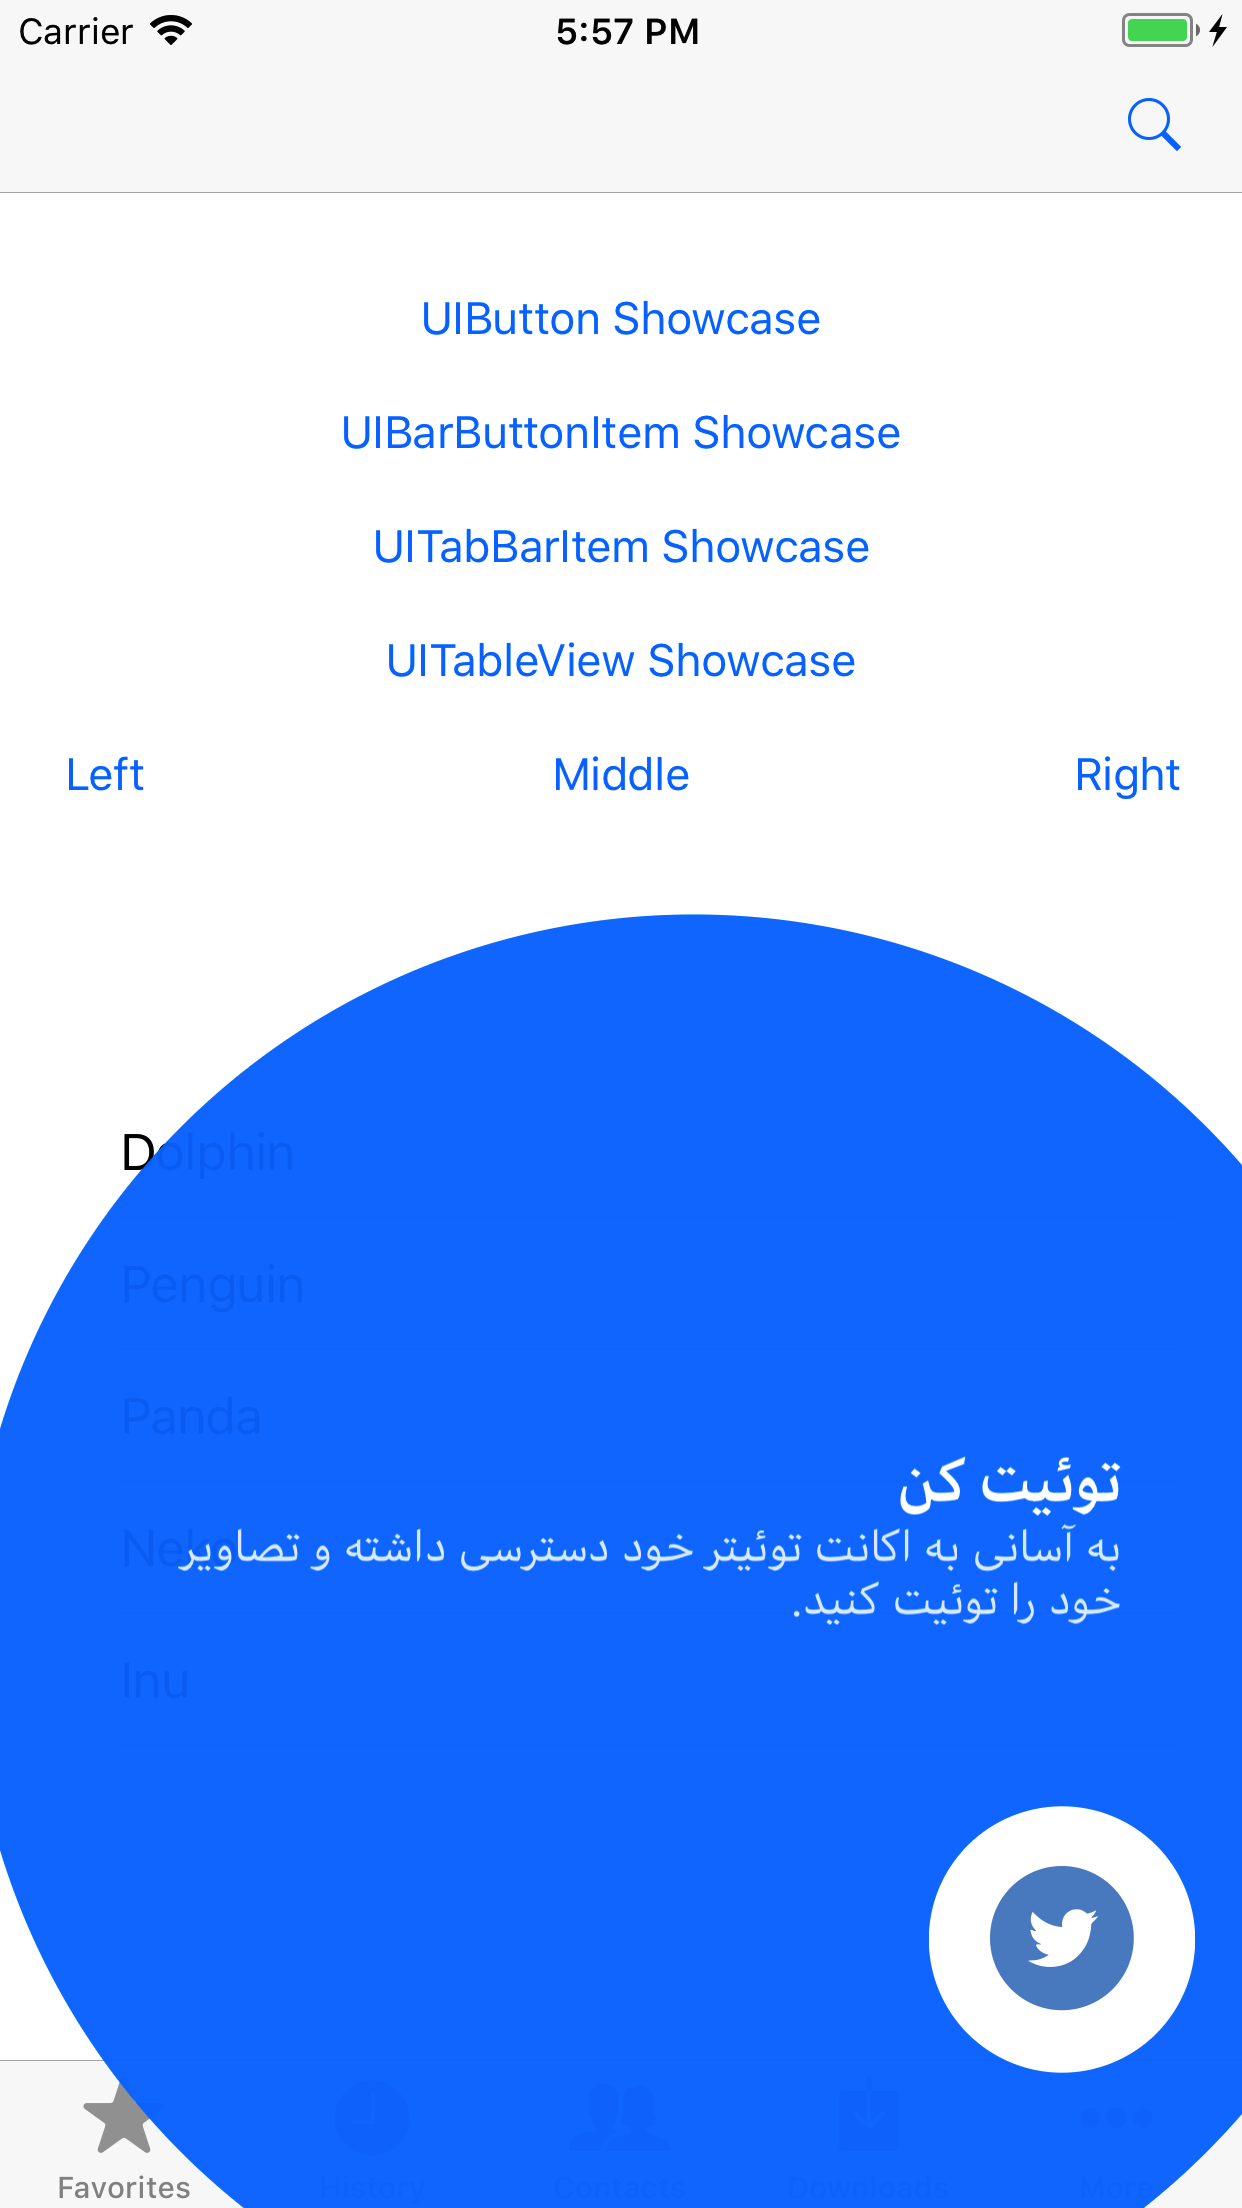 Carrier 5:57 PM
UIButton Showcase
UIBarButtonItem Showcase
UITabBarItem Showcase
UITableView Showcase
Left Middle Right
Dolphin
Penguin
Panda
توئیت کن
Neko
به آسانی به اکانت توئیتر خود دسترسی داشته و تصاویر
خود را توئیت کنید.
Inu
Favorites History Contacts Downloads More